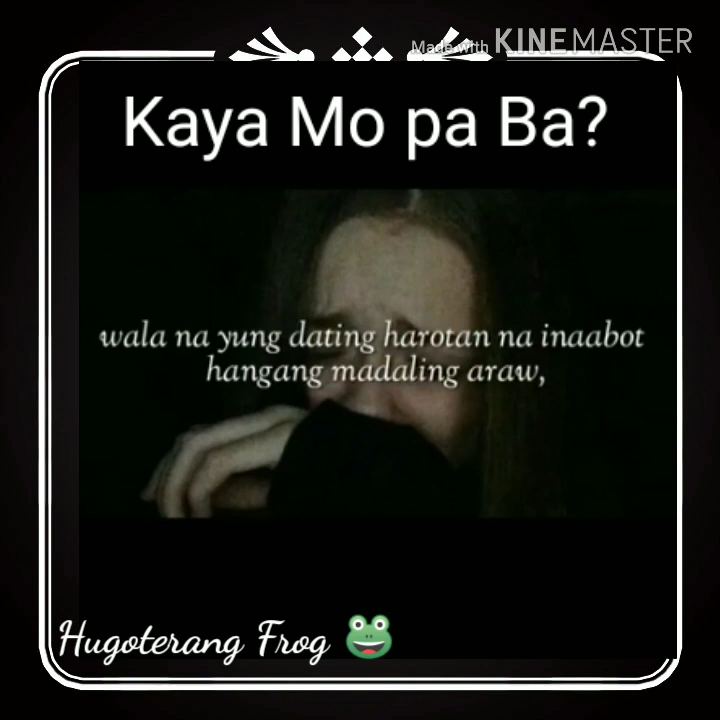 Made with KINEMASTER
Kaya Mo pa Ba?
wala na yung dating harotan na inaabot
hangang madaling araw,
Hugoterang Frog 🐸